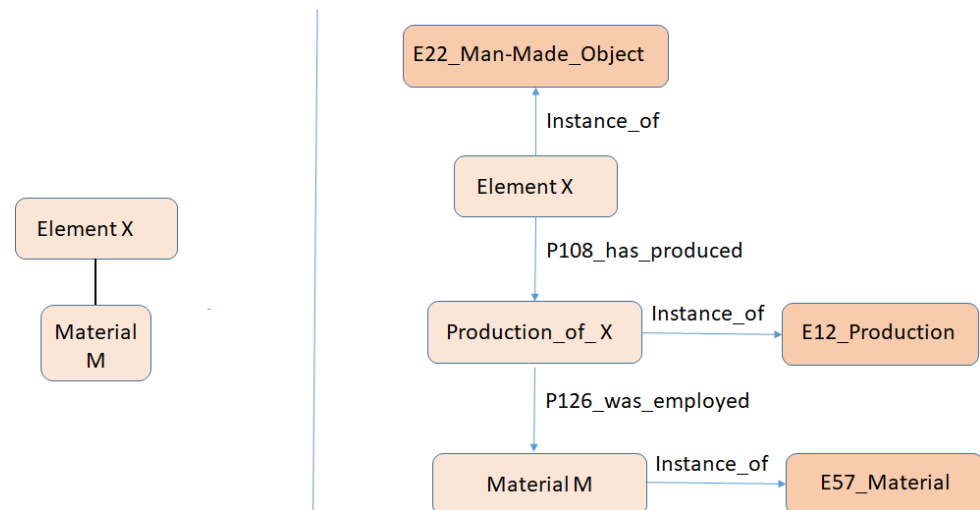 Element X
Material
M
E22_Man-Made_Object
Instance_of
Element X
P108_has_produced
Production_of_ X
Instance_of
E12_Production
P126_was_employed
Material M
Instance_of
E57_Material